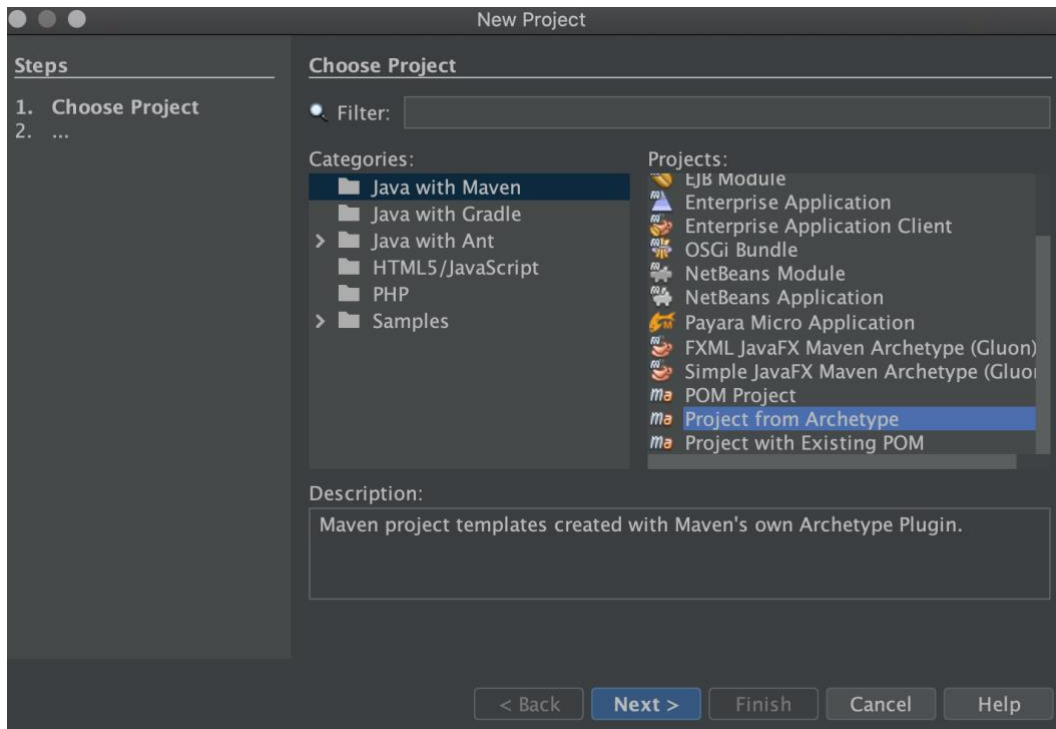 New Project
Steps
1. Choose Project
2. ...
Choose Project
Filter:
Categories:
Java with Maven
Java with Gradle
Java with Ant
HTML5/JavaScript
PHP
Samples
Projects:
EJB Module
Enterprise Application
Enterprise Application Client
OSGi Bundle
NetBeans Module
NetBeans Application
Payara Micro Application
FXML JavaFX Maven Archetype (Gluon)
Simple JavaFX Maven Archetype (Gluo
POM Project
Project from Archetype
Project with Existing POM
Description:
Maven project templates created with Maven's own Archetype Plugin.
< Back Next > Finish Cancel Help